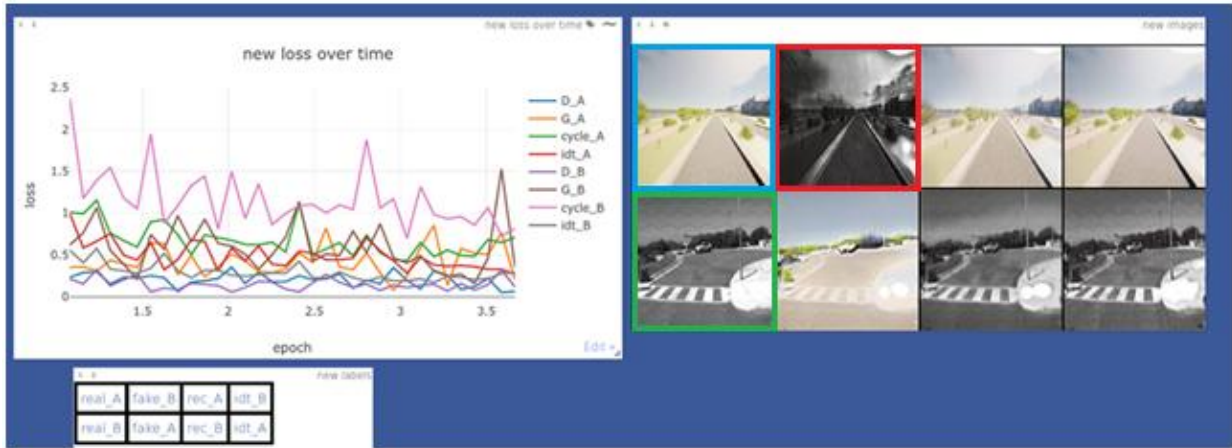 new loss over time
new loss over time
2.5
2
1.5
1
0.5
0
loss
1.5
2
2.5
3
3.5
epoch
D_A
G_A
cycle_A
idt_A
D_B
G_B
cycle_B
idt_B
Edit »
new images
new labels
real_A fake_B rec_A idt_B
real_B fake_A rec_B idt_A